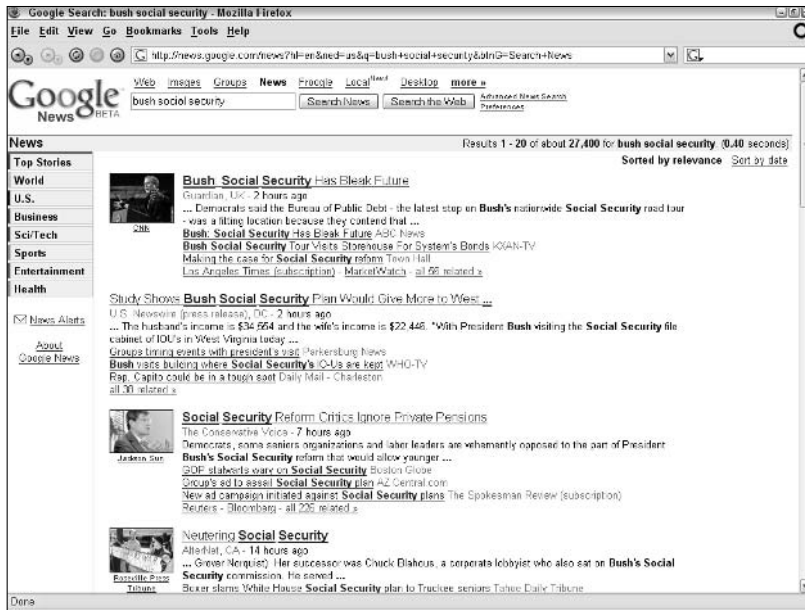 Google Search: bush social security - Mozilla Firefox
File Edit View Go Bookmarks Tools Help
http://news.google.com/news?hl=en&ned=us&q=bush+social+security&btnG=Search+News
Google News BETA
Web Images Groups News Froogle Local New! Desktop more »
bush social security Search News Search the Web Advanced News Search
Preferences
News Results 1 - 20 of about 27,400 for bush social security. (0.40 seconds)
Sorted by relevance Sort by date
Top Stories
World
U.S.
Business
Sci/Tech
Sports
Entertainment
Health
News Alerts
About
Google News
CNN
Bush Social Security Has Bleak Future
Guardian, UK - 2 hours ago
... Democrats said the Bureau of Public Debt - the latest stop on Bush's nationwide Social Security road tour
- was a fitting location because they contend that ...
Bush: Social Security Has Bleak Future ABC News
Bush Social Security Tour Visits Storehouse For System's Bonds KXAN-TV
Making the case for Social Security reform Town Hall
Los Angeles Times (subscription) - MarketWatch - all related »
Study Shows Bush Social Security Plan Would Give More to West ...
U.S. Newswire (press release), DC - 2 hours ago
... The husband's income is and the wife's income is $22,448. "With President Bush visiting the Social Security file
cabinet of IOU's in West Virginia today ...
Groups timing events with president's visit Parkersburg News
Bush visits building where Social Security's IO-Us are kept WHO-TV
Rep. Capito could be in a tough spot Daily Mail - Charleston
all related »
Jackson Sun
Social Security Reform Critics Ignore Private Pensions
The Conservative Voice - 7 hours ago
Democrats, some seniors organizations and labor leaders are vehemently opposed to the part of President
Bush's Social Security reform that would allow younger ...
GOP stalwarts wary on Social Security Boston Globe
Group's ad to assail Social Security plan AZ Central.com
New ad campaign initiated against Social Security plans The Spokesman Review (subscription)
Reuters - Bloomberg - all 226 related »
Roseville Press
Tribune
Neutering Social Security
AlterNet, CA - 14 hours ago
... Grover Norquist). Her successor was Chuck Blahous, a corporate lobbyist who also sat on Bush's Social
Security commission. He served ...
Boxer slams White House Social Security plan to Truckee seniors Tahoe Daily Tribune
Done